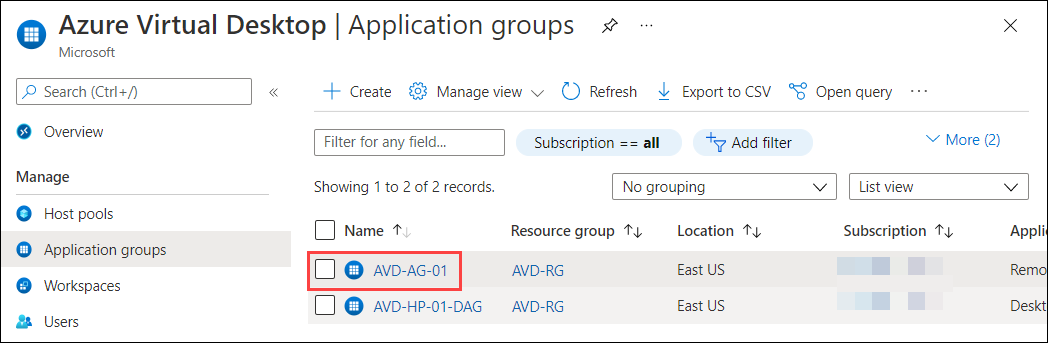 Azure Virtual Desktop | Application groups ...
Microsoft
Search (Ctrl+/) «
Overview
Manage
Host pools
Application groups
Workspaces
Users
+ Create Manage view Refresh Export to CSV Open query ...
Filter for any field... Subscription == all Add filter More (2)
Showing 1 to 2 of 2 records. No grouping List view
Name ↑↓ Resource group ↑↓ Location ↑↓ Subscription ↑↓ Applic
AVD-AG-01 AVD-RG East US Remo
AVD-HP-01-DAG AVD-RG East US Deskt